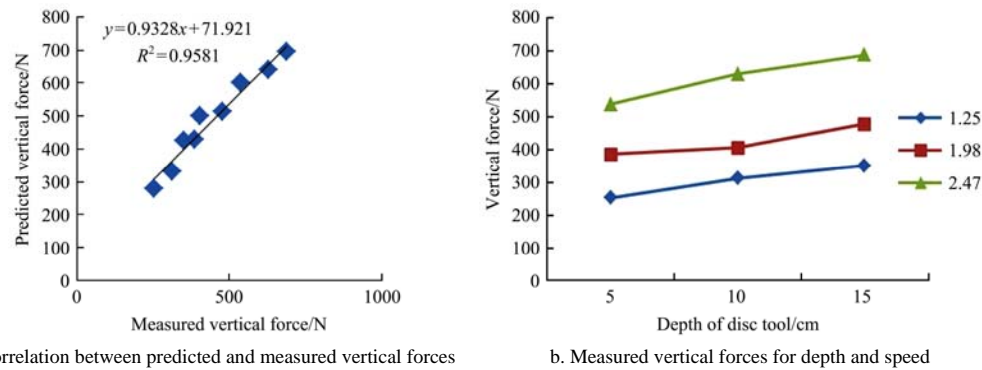 y=0.9328x+71.921
R²=0.9581
Predicted vertical force/N
800
700
600
500
400
300
200
100
0
0 500 1000
Measured vertical force/N
orrelation between predicted and measured vertical forces
Vertical force/N
800
700
600
500
400
300
200
100
0
5 10 15
Depth of disc tool/cm
1.25
1.98
2.47
b. Measured vertical forces for depth and speed